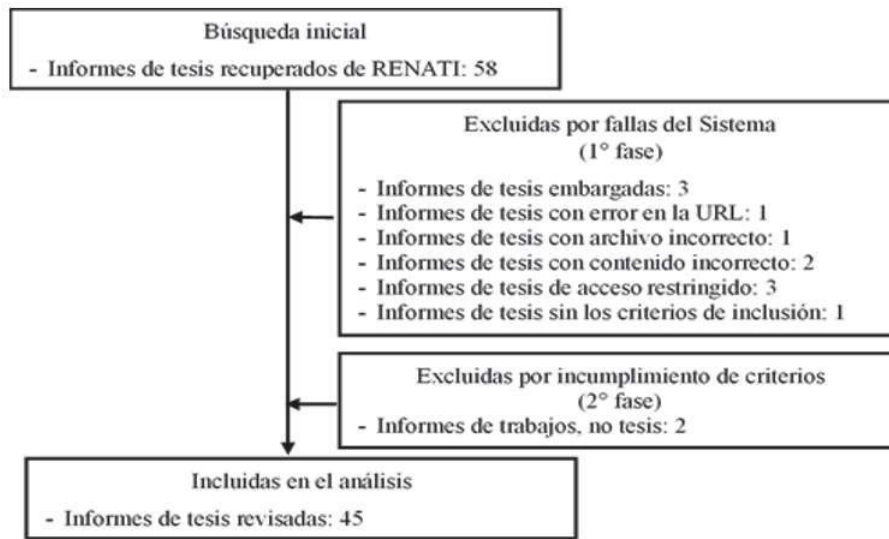 Búsqueda inicial
- Informes de tesis recuperados de RENATI: 58
Excluidas por fallas del Sistema
(1° fase)
- Informes de tesis embargadas: 3
- Informes de tesis con error en la URL: 1
- Informes de tesis con archivo incorrecto: 1
- Informes de tesis con contenido incorrecto: 2
- Informes de tesis de acceso restringido: 3
- Informes de tesis sin los criterios de inclusión: 1
Excluidas por incumplimiento de criterios
(2° fase)
- Informes de trabajos, no tesis: 2
Incluidas en el análisis
- Informes de tesis revisadas: 45